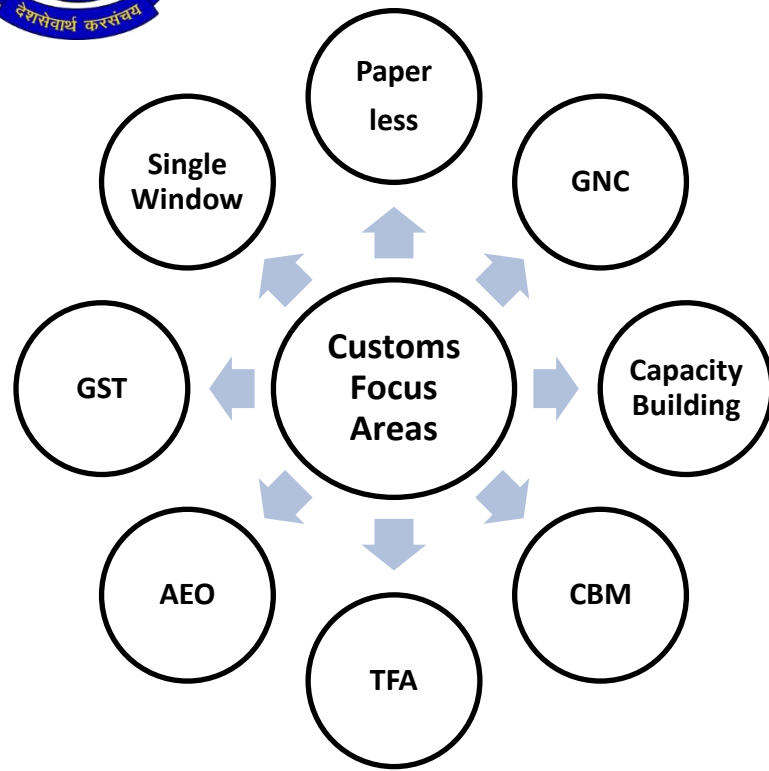 देशसेवार्थ करसंचय
Paper
less
Single
Window
GNC
Customs
Focus
Areas
GST
Capacity
Building
AEO
CBM
TFA